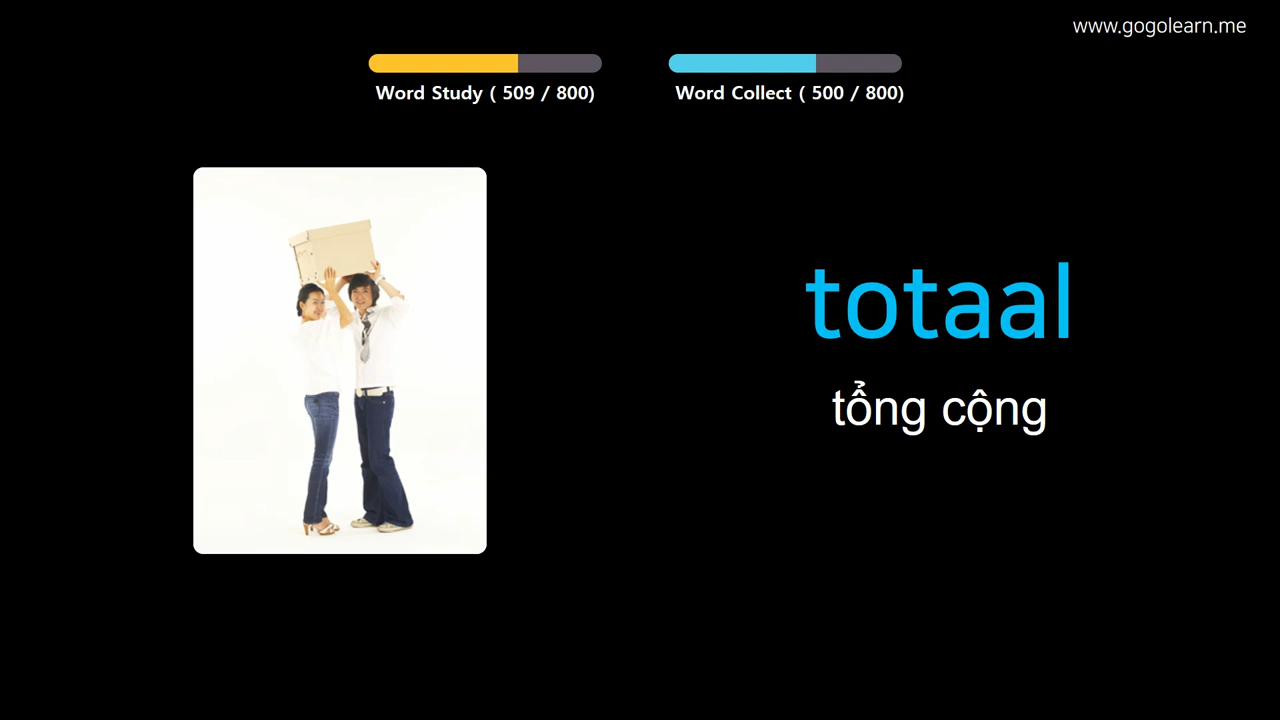 www.gogolearn.me
Word Study ( 509 / 800)
Word Collect ( 500 / 800)
totaal
tổng cộng